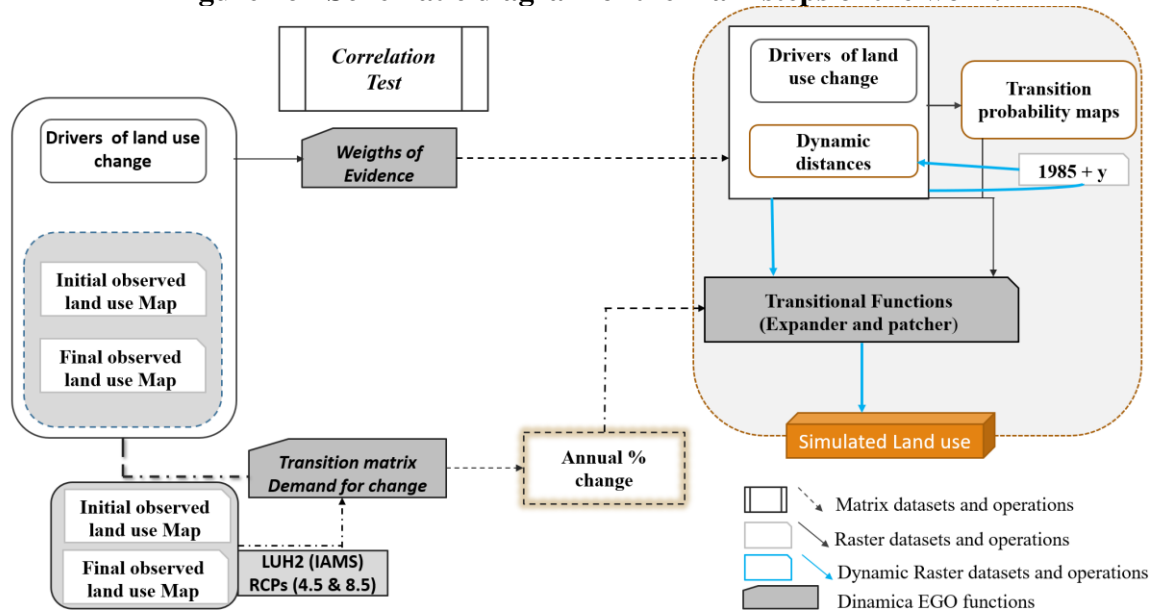 Correlation
Test
Drivers of land use
change
Weigths of
Evidence
Initial observed
land use Map
Final observed
land use Map
Transition matrix
Demand for change
Annual %
change
Initial observed
land use Map
Final observed
land use Map
LUH2 (IAMS)
RCPs (4.5 & 8.5)
Drivers of land
use change
Dynamic
distances
Transition
probability maps
1985 + y
Transitional Functions
(Expander and patcher)
Simulated Land use
Matrix datasets and operations
Raster datasets and operations
Dynamic Raster datasets and operations
Dinamica EGO functions